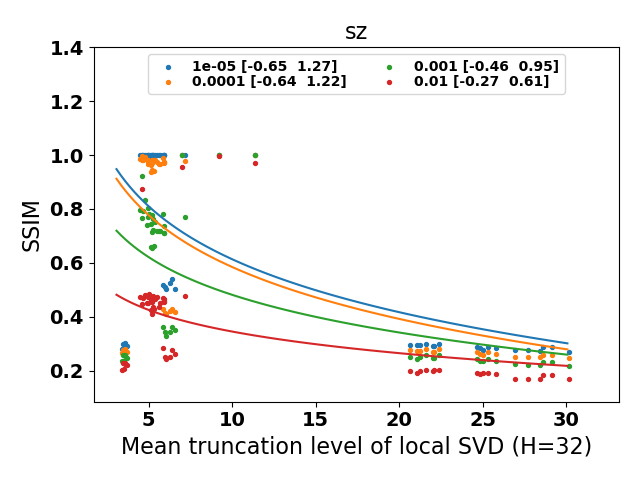 sz
1e-05 [-0.65  1.27]
0.0001 [-0.64  1.22]
0.001 [-0.46  0.95]
0.01 [-0.27  0.61]
SSIM
1.4
1.2
1.0
0.8
0.6
0.4
0.2
5 10 15 20 25 30
Mean truncation level of local SVD (H=32)